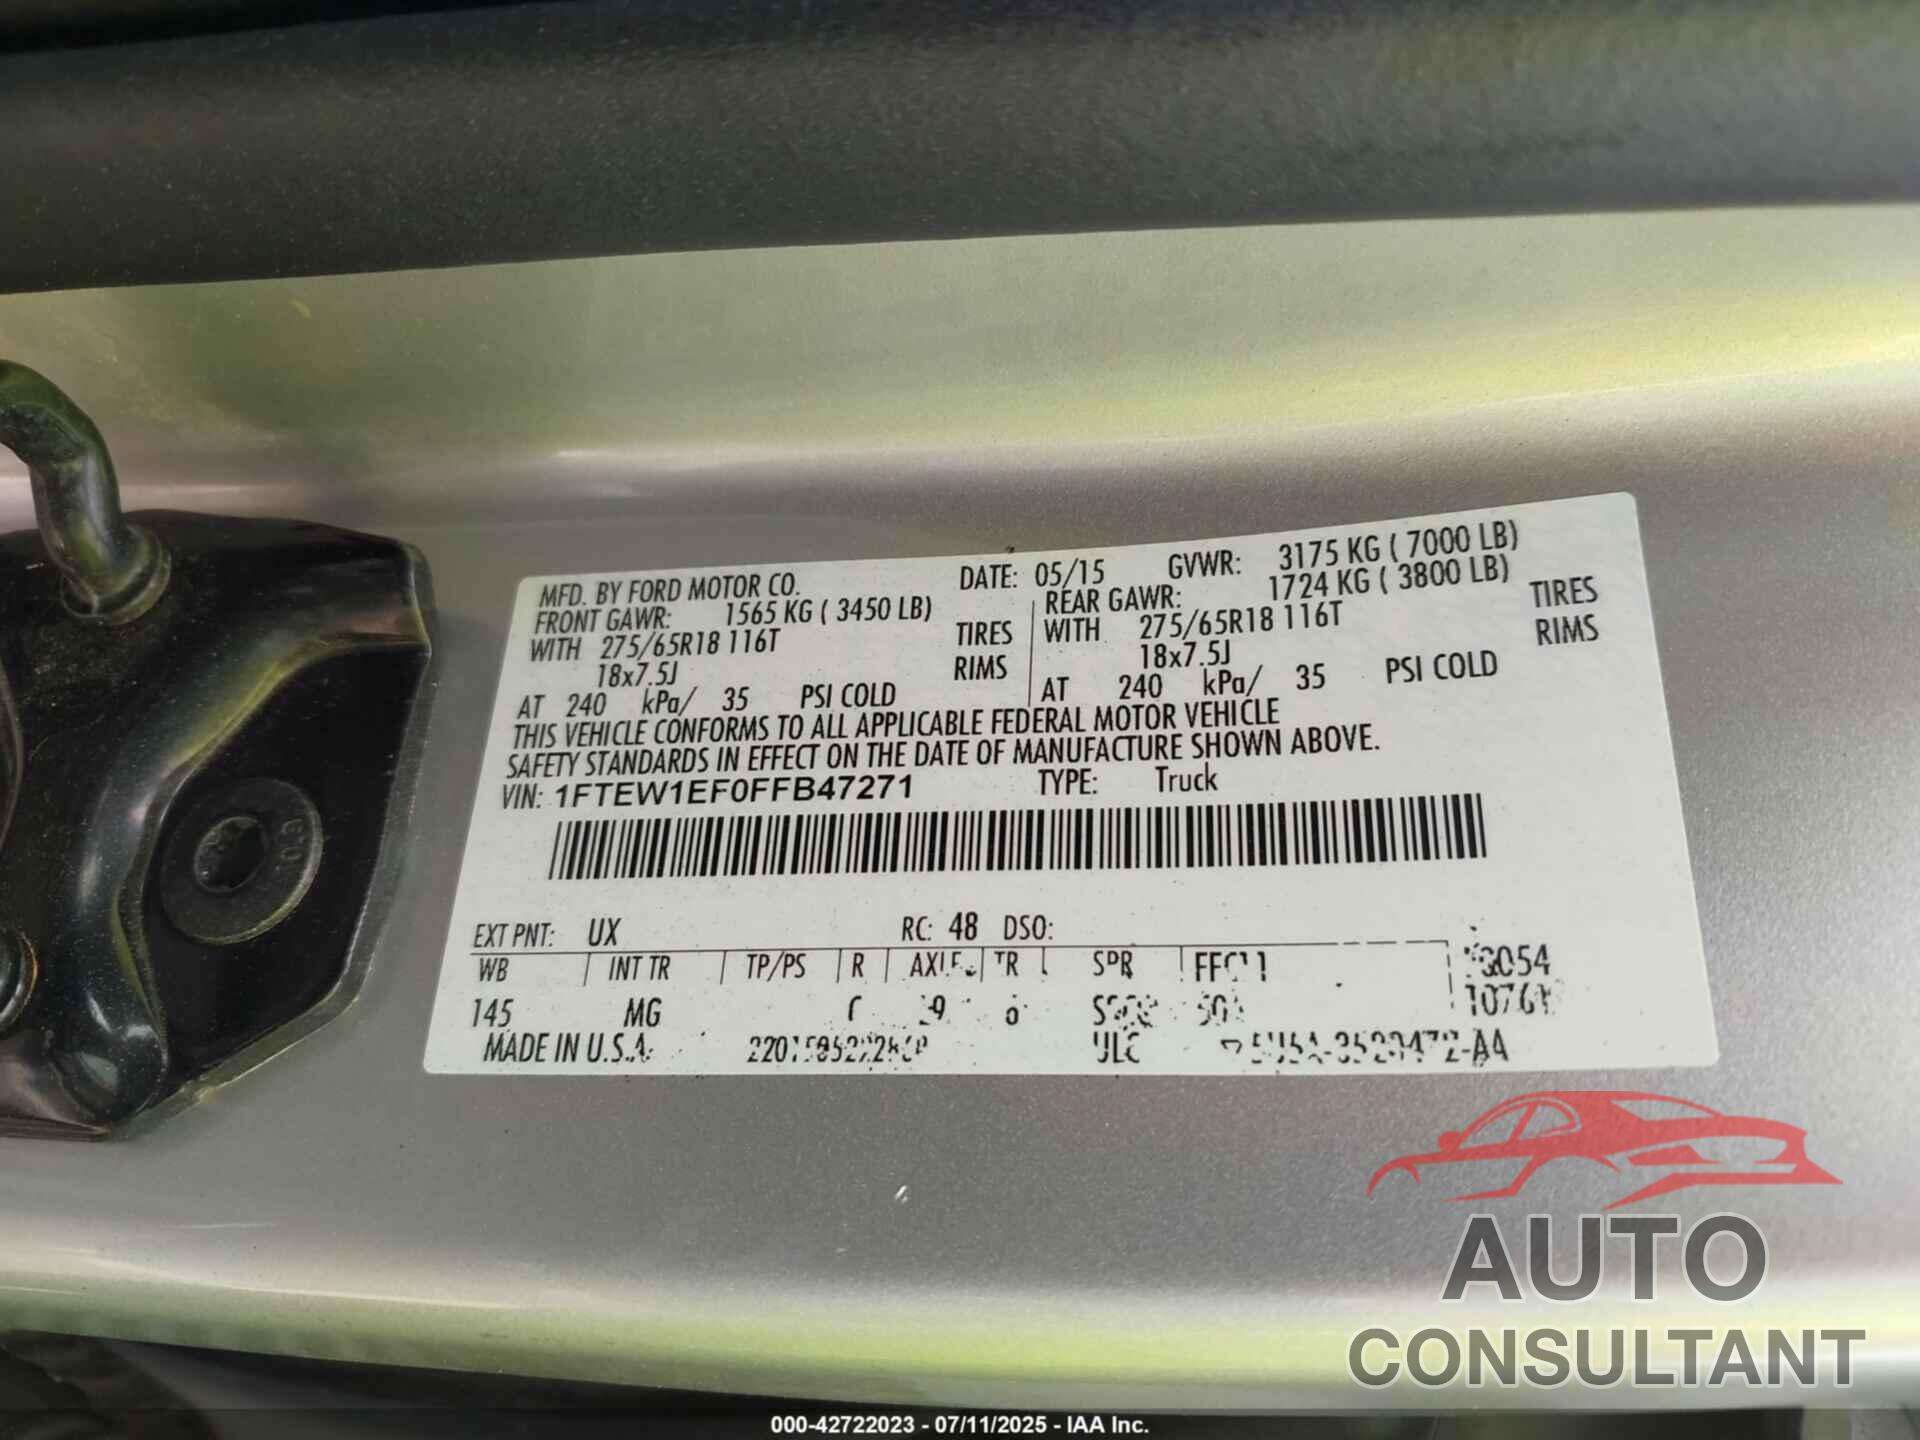 MFD. BY FORD MOTOR CO. DATE: 05/15 GVWR: 3175 KG ( 7000 LB)
FRONT GAWR: 1565 KG ( 3450 LB) REAR GAWR: 1724 KG ( 3800 LB)
WITH 275/65R18 116T TIRES WITH 275/65R18 116T TIRES
18x7.5J RIMS 18x7.5J RIMS
AT 240 kPa/ 35 PSI COLD AT 240 kPa/ 35 PSI COLD
THIS VEHICLE CONFORMS TO ALL APPLICABLE FEDERAL MOTOR VEHICLE
SAFETY STANDARDS IN EFFECT ON THE DATE OF MANUFACTURE SHOWN ABOVE.
VIN: 1FTEW1EF0FFB47271 TYPE: Truck
EXT PNT: UX RC: 48 DSO:
WB INT TR TP/PS R AXLE TR SPR
145 MG
MADE IN U.S.A.
AUTO
CONSULTANT
000-42722023 - 07/11/2025 - IAA Inc.